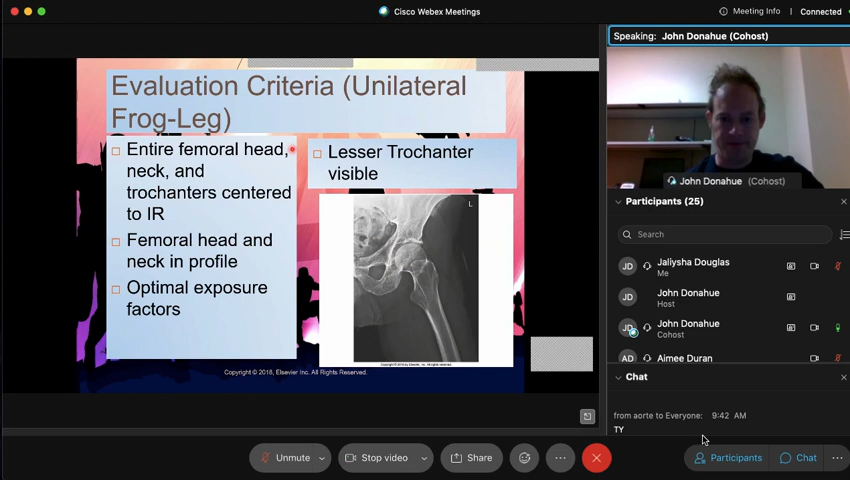 Cisco Webex Meetings
Meeting Info
Connected
Evaluation Criteria (Unilateral
Frog-Leg)
Entire femoral head,
neck, and
trochanters centered
to IR
Femoral head and
neck in profile
Optimal exposure
factors
Lesser Trochanter
visible
L
Copyright © 2018, Elsevier Inc. All Rights Reserved.
Speaking: John Donahue (Cohost)
John Donahue (Cohost)
Participants (25)
Search
JD
Jaliysha Douglas
Me
JD
John Donahue
Host
JD
John Donahue
Cohost
AD
Aimee Duran
Chat
from aorte to Everyone: 9:42 AM
TY
Unmute
Stop video
Share
Participants
Chat